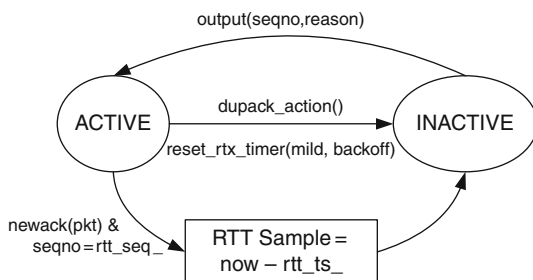 output(seqno,reason)
ACTIVE
dupack_action()
INACTIVE
reset_rtx_timer(mild, backoff)
newack(pkt) &
seqno=rtt_seq_
RTT Sample=
now – rtt_ts_